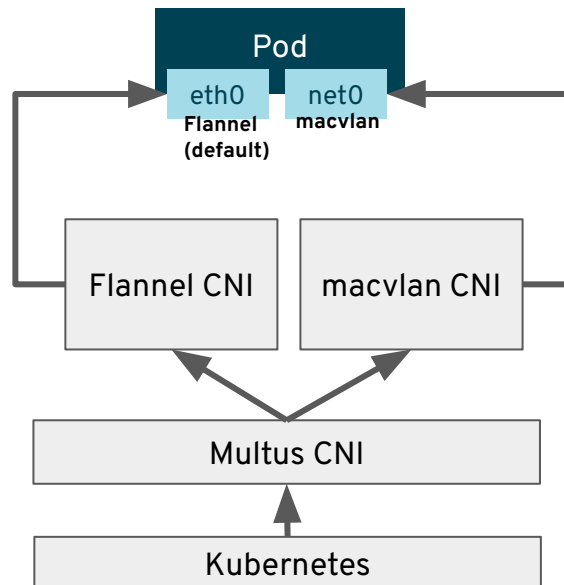 Pod
eth0 net0
Flannel macvlan
(default)
Flannel CNI macvlan CNI
Multus CNI
Kubernetes